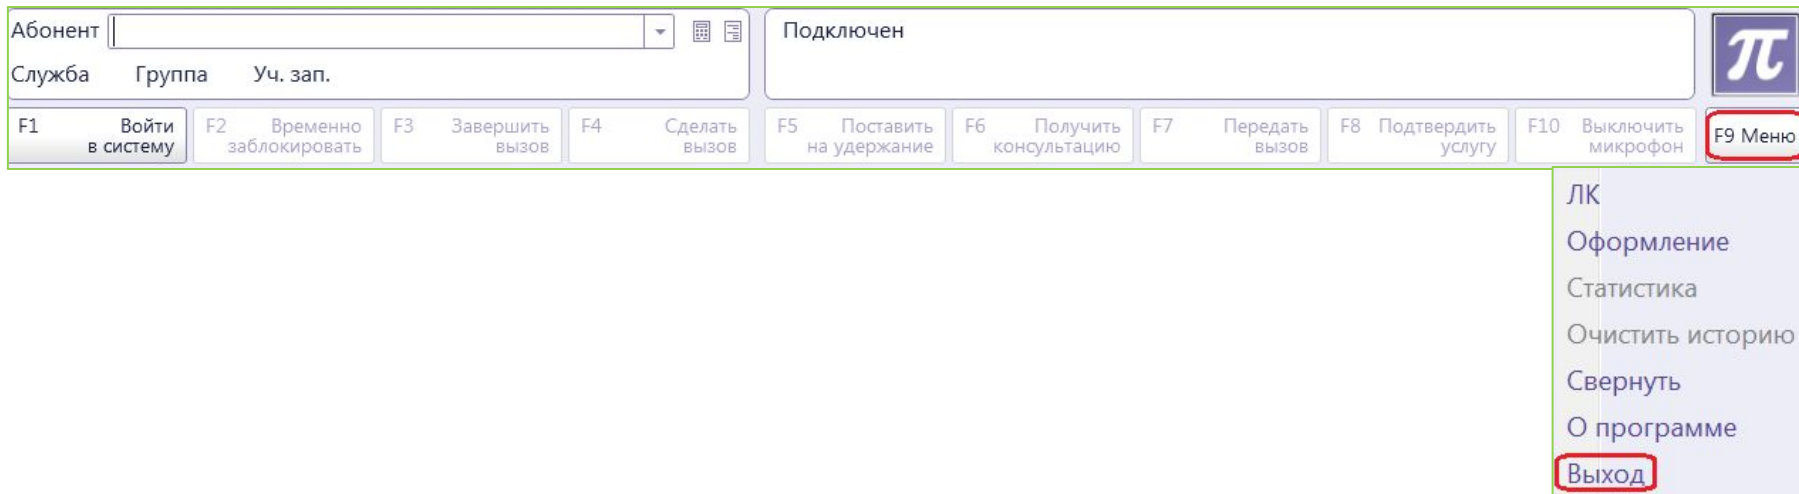 Абонент
Подключен
π
Служба Группа Уч. зап.
F1 Войти
в систему
F2 Временно
заблокировать
F3 Завершить
вызов
F4 Сделать
вызов
F5 Поставить
на удержание
F6 Получить
консультацию
F7 Передать
вызов
F8 Подтвердить
услугу
F10 Выключить
микрофон
F9 Меню
ЛК
Оформление
Статистика
Очистить историю
Свернуть
О программе
Выход